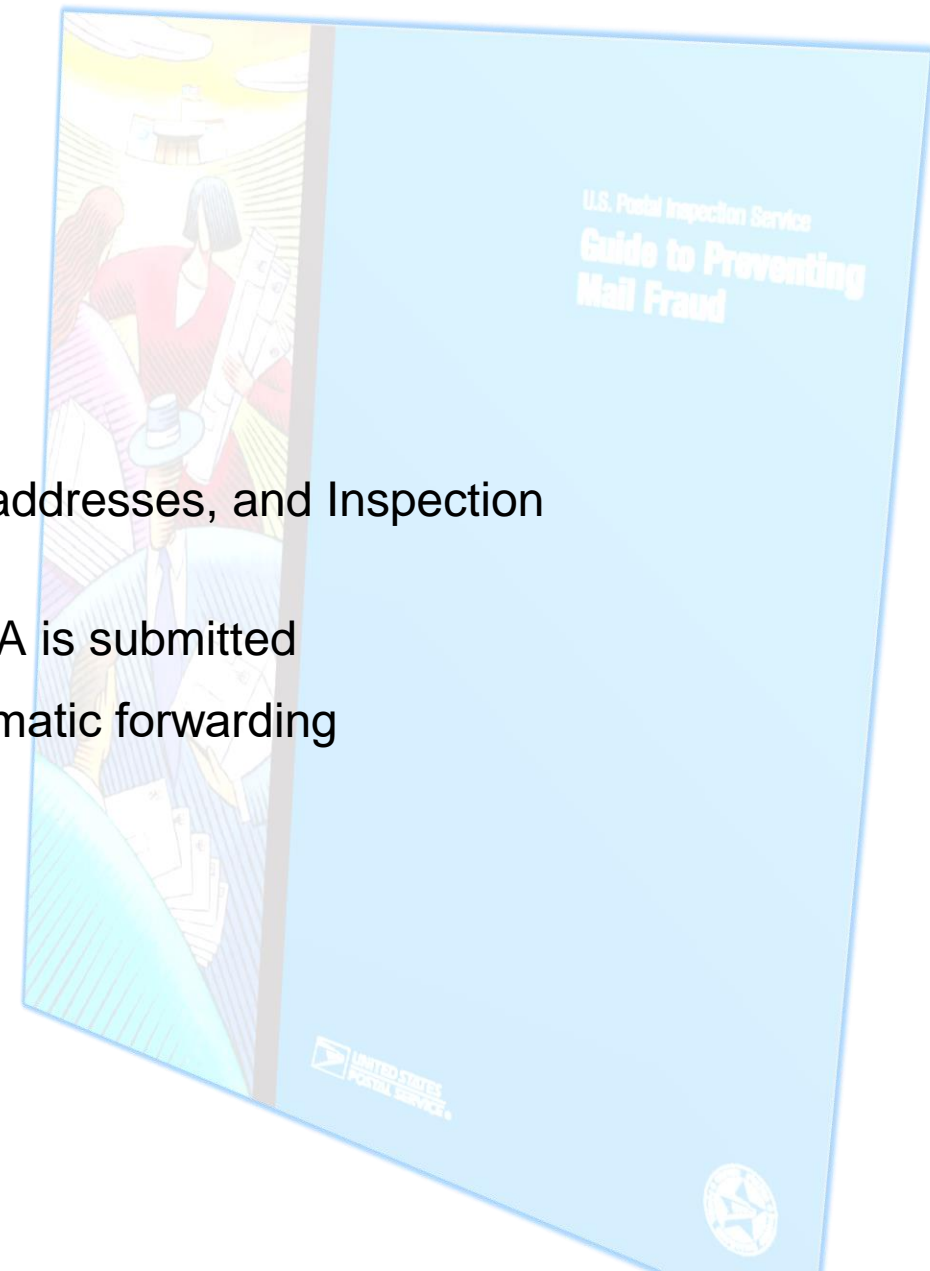 U.S. Postal Inspection Service
Guide to Preventing
Mail Fraud
addresses, and Inspection
A is submitted
matic forwarding
UNITED STATES
POSTAL SERVICE®